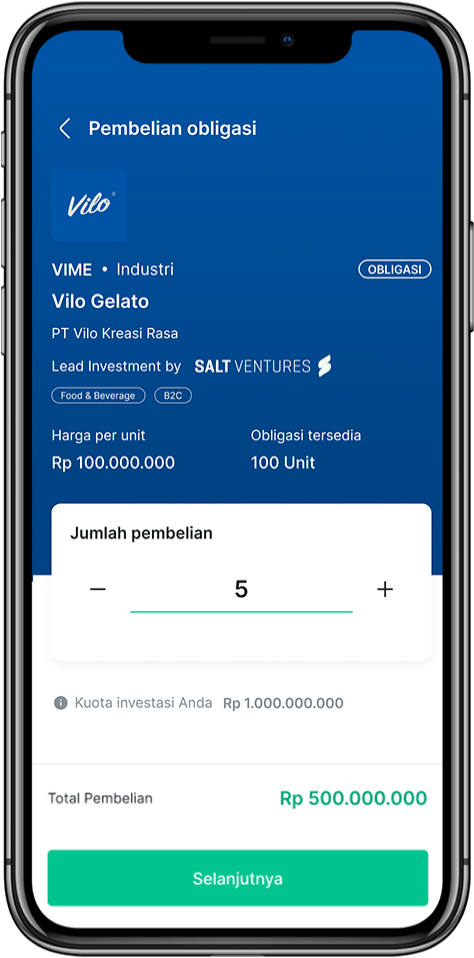 Pembelian obligasi
Vilo®
VIME • Industri
OBLIGASI
Vilo Gelato
PT Vilo Kreasi Rasa
Lead Investment by SALT VENTURES
Food & Beverage B2C
Harga per unit Obligasi tersedia
Rp 100.000.000 100 Unit
Jumlah pembelian
− 5 +
Kuota investasi Anda Rp 1.000.000.000
Total Pembelian Rp 500.000.000
Selanjutnya